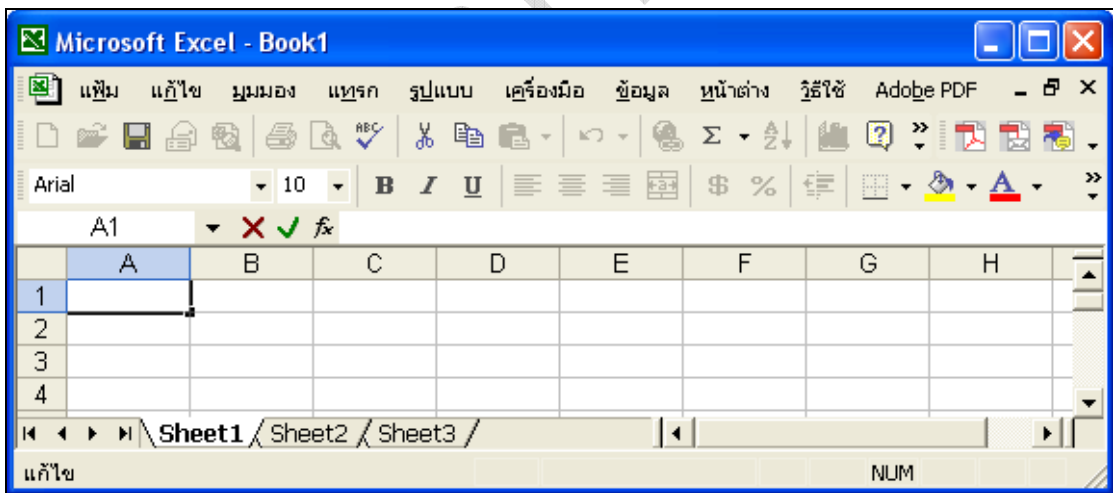 Microsoft Excel - Book1
แฟ้ม แก้ไข มุมมอง แทรก รูปแบบ เครื่องมือ ข้อมูล หน้าต่าง วิธีใช้ Adobe PDF
ABC Σ
Arial 10 B I U a $ % A
A1 fx
A B C D E F G H
1
2
3
4
Sheet1 Sheet2 Sheet3
แก้ไข NUM